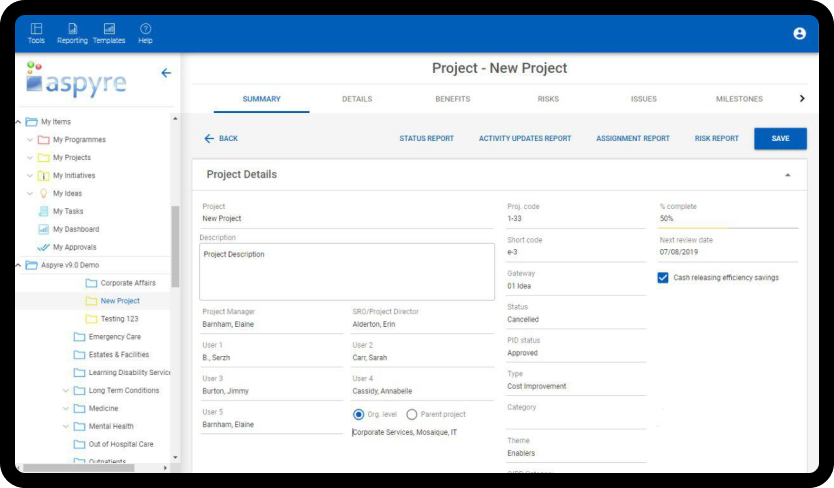 Tools
Reporting
Templates
Help
aspyre
My Items
My Programmes
My Projects
My Initiatives
My Ideas
My Tasks
My Dashboard
My Approvals
Aspyre v9.0 Demo
Corporate Affairs
New Project
Testing 123
Emergency Care
Estates & Facilities
Learning Disability Service
Long Term Conditions
Medicine
Mental Health
Out of Hospital Care
Outpatients
Project - New Project
SUMMARY
DETAILS
BENEFITS
RISKS
ISSUES
MILESTONES
BACK
STATUS REPORT
ACTIVITY UPDATES REPORT
ASSIGNMENT REPORT
RISK REPORT
SAVE
Project Details
Project
New Project
Description
Project Description
Project Manager
Barnham, Elaine
SRO/Project Director
Alderton, Erin
User 1
B., Serzh
User 2
Carr, Sarah
User 3
Burton, Jimmy
User 4
Cassidy, Annabelle
User 5
Barnham, Elaine
Org. level
Parent project
Corporate Services, Mosaique, IT
Proj. code
1-33
Short code
e-3
Gateway
01 Idea
Status
Cancelled
PID status
Approved
Type
Cost Improvement
Category
Theme
Enablers
% complete
50%
Next review date
07/08/2019
Cash releasing efficiency savings